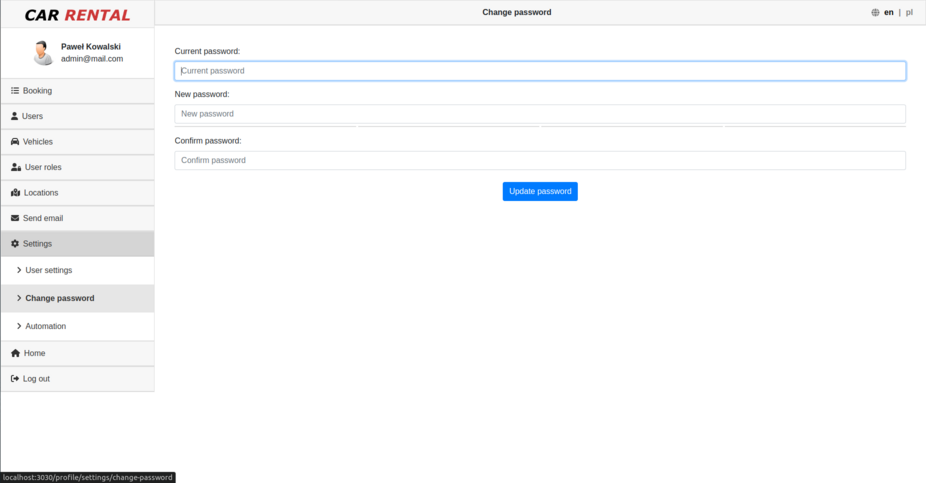 CAR RENTAL
Change password
en | pl
Paweł Kowalski
admin@mail.com
Booking
Users
Vehicles
User roles
Locations
Send email
Settings
User settings
Change password
Automation
Home
Log out
Current password:
Current password
New password:
New password
Confirm password:
Confirm password
Update password
localhost:3030/profile/settings/change-password